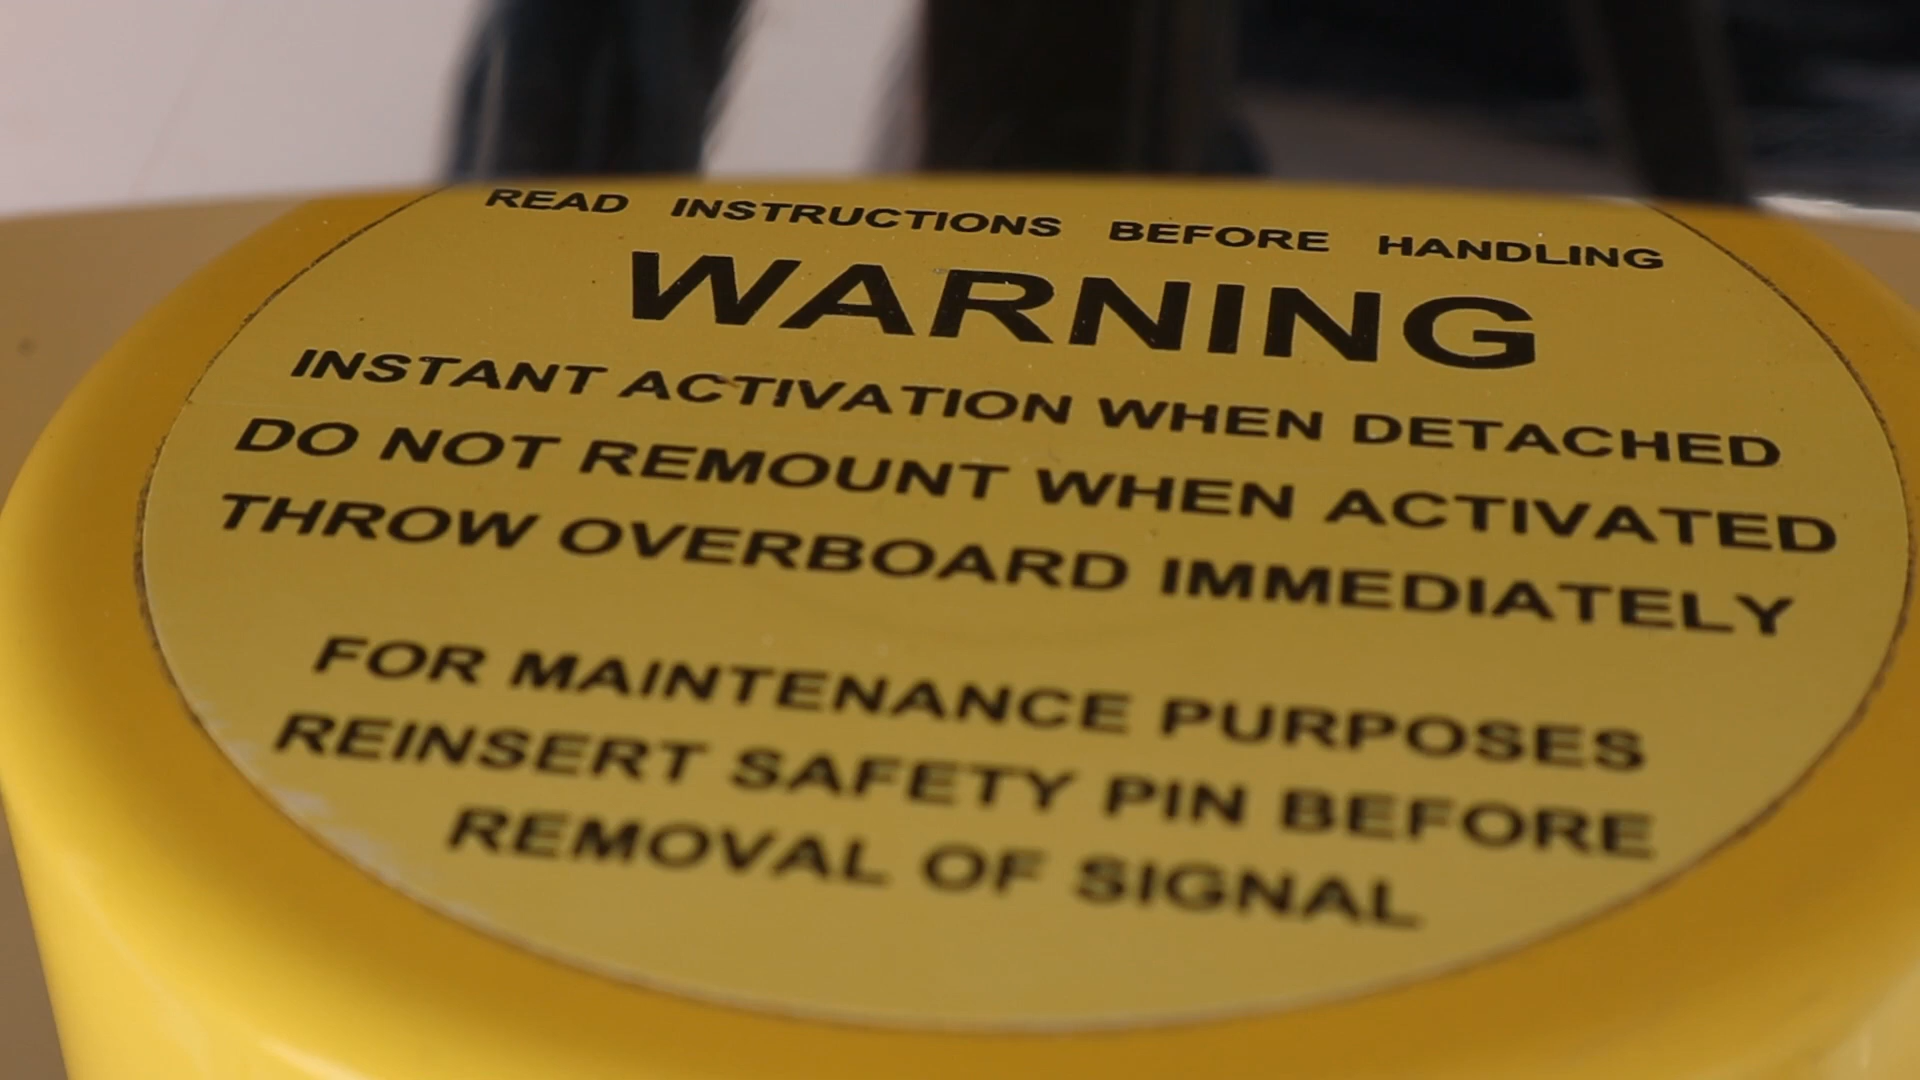 READ INSTRUCTIONS BEFORE HANDLING
WARNING
INSTANT ACTIVATION WHEN DETACHED
DO NOT REMOUNT WHEN ACTIVATED
THROW OVERBOARD IMMEDIATELY
FOR MAINTENANCE PURPOSES
REINSERT SAFETY PIN BEFORE
REMOVAL OF SIGNAL